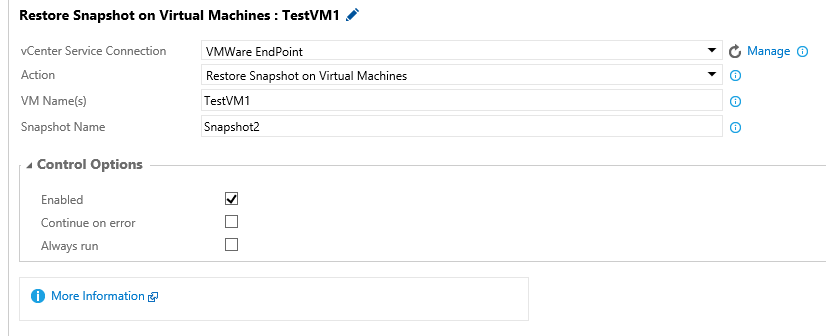 Restore Snapshot on Virtual Machines : TestVM1
vCenter Service Connection VMWare EndPoint Manage
Action Restore Snapshot on Virtual Machines
VM Name(s) TestVM1
Snapshot Name Snapshot2
Control Options
Enabled
Continue on error
Always run
More Information